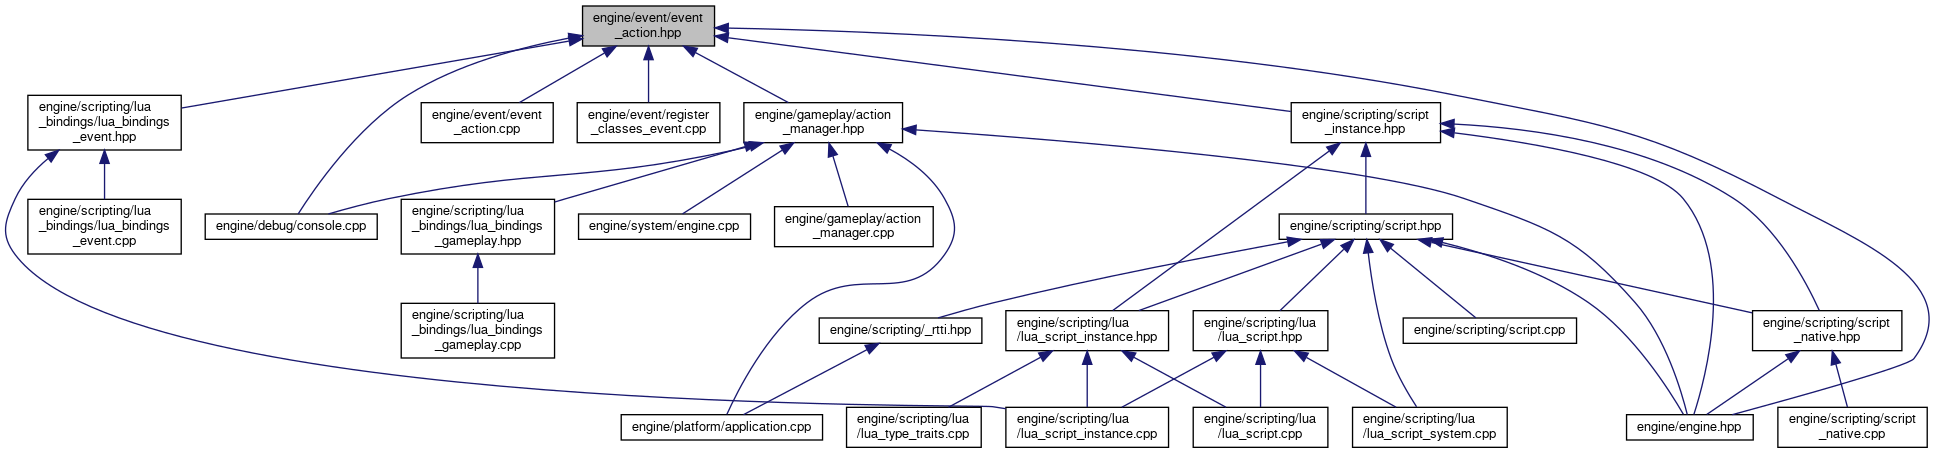 engine/event/event
_action.hpp
engine/scripting/lua
_bindings/lua_bindings
_event.hpp
engine/event/event
_action.cpp
engine/event/register
_classes_event.cpp
engine/gameplay/action
_manager.hpp
engine/scripting/script
_instance.hpp
engine/scripting/lua
_bindings/lua_bindings
_event.cpp
engine/debug/console.cpp
engine/scripting/lua
_bindings/lua_bindings
_gameplay.hpp
engine/system/engine.cpp
engine/gameplay/action
_manager.cpp
engine/scripting/script.hpp
engine/scripting/lua
_bindings/lua_bindings
_gameplay.cpp
engine/scripting/_rtti.hpp
engine/scripting/lua
/lua_script_instance.hpp
engine/scripting/lua
/lua_script.hpp
engine/scripting/script.cpp
engine/scripting/script
_native.hpp
engine/platform/application.cpp
engine/scripting/lua
/lua_type_traits.cpp
engine/scripting/lua
/lua_script_instance.cpp
engine/scripting/lua
/lua_script.cpp
engine/scripting/lua
/lua_script_system.cpp
engine/engine.hpp
engine/scripting/script
_native.cpp